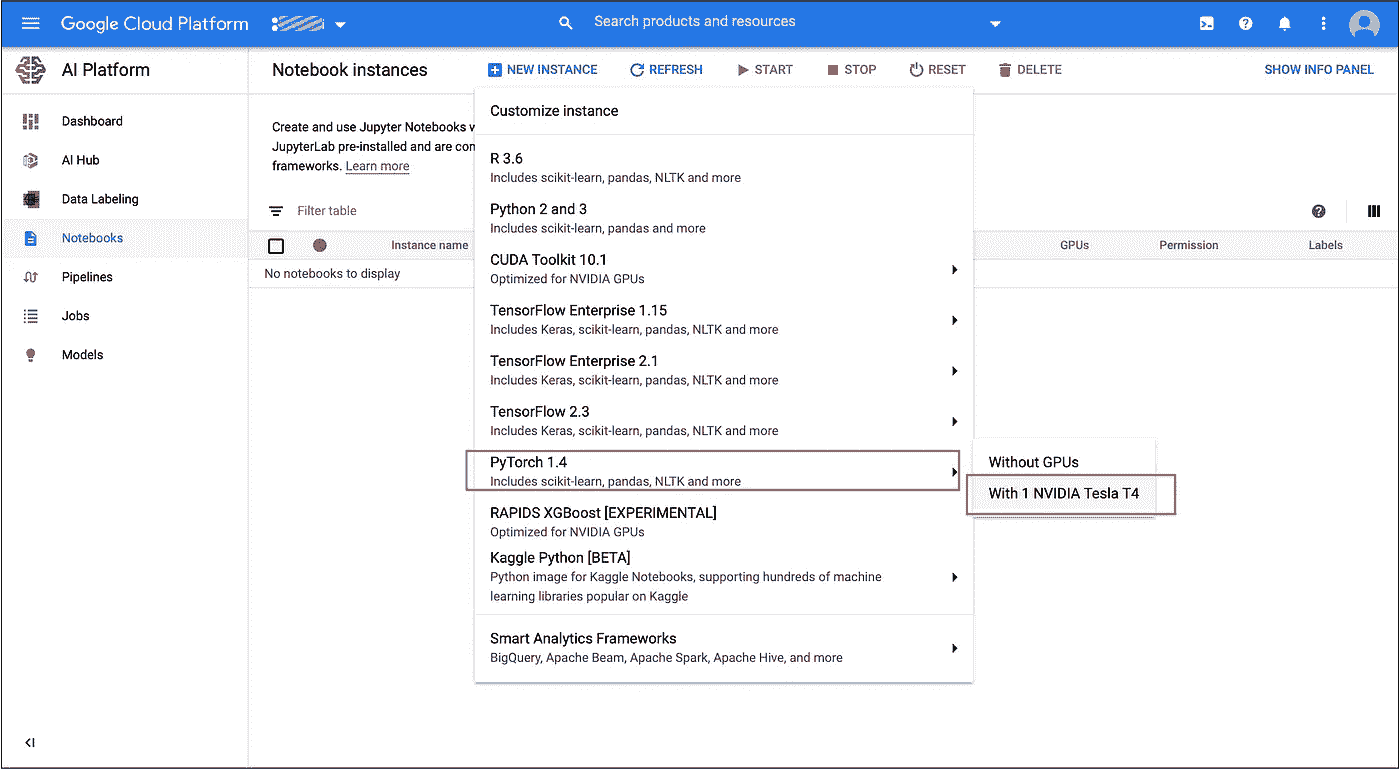 Google Cloud Platform
Search products and resources
AI Platform
Notebook instances
NEW INSTANCE
REFRESH
START
STOP
RESET
DELETE
SHOW INFO PANEL
Dashboard
AI Hub
Data Labeling
Notebooks
Pipelines
Jobs
Models
Create and use Jupyter Notebooks
JupyterLab pre-installed and are
frameworks. Learn more
Filter table
Instance name
GPUs
Permission
Labels
No notebooks to display
Customize instance
R 3.6
Includes scikit-learn, pandas, NLTK and more
Python 2 and 3
Includes scikit-learn, pandas and more
CUDA Toolkit 10.1
Optimized for NVIDIA GPUs
TensorFlow Enterprise 1.15
Includes Keras, scikit-learn, pandas, NLTK and more
TensorFlow Enterprise 2.1
Includes Keras, scikit-learn, pandas, NLTK and more
TensorFlow 2.3
Includes Keras, scikit-learn, pandas, NLTK and more
PyTorch 1.4
Includes scikit-learn, pandas, NLTK and more
Without GPUs
With 1 NVIDIA Tesla T4
RAPIDS XGBoost [EXPERIMENTAL]
Optimized for NVIDIA GPUs
Kaggle Python [BETA]
Python image for Kaggle Notebooks, supporting hundreds of machine
learning libraries popular on Kaggle
Smart Analytics Frameworks
BigQuery, Apache Beam, Apache Spark, Apache Hive, and more